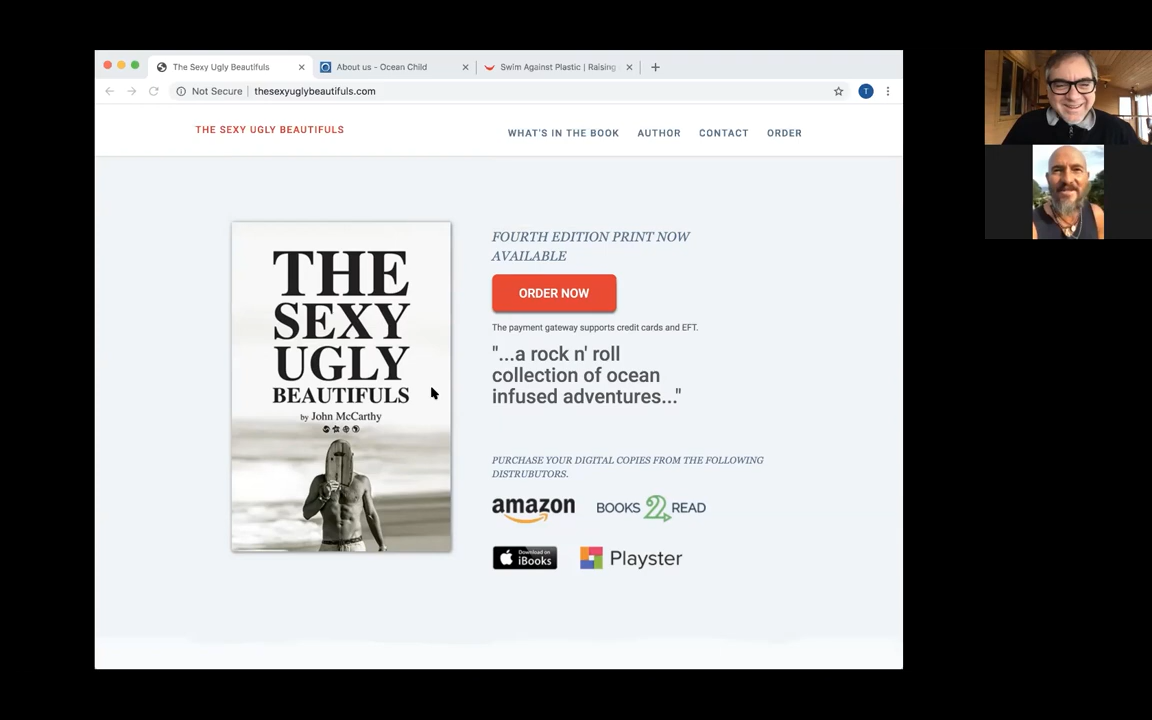 The Sexy Ugly Beautifuls
About us - Ocean Child
Swim Against Plastic | Raising
Not Secure
thesexyuglybeautifuls.com
T
THE SEXY UGLY BEAUTIFULS
WHAT'S IN THE BOOK
AUTHOR
CONTACT
ORDER
THE
SEXY
UGLY
BEAUTIFULS
by John McCarthy
FOURTH EDITION PRINT NOW
AVAILABLE
ORDER NOW
The payment gateway supports credit cards and EFT.
"...a rock n' roll
collection of ocean
infused adventures..."
PURCHASE YOUR DIGITAL COPIES FROM THE FOLLOWING
DISTRUBUTORS.
amazon
BOOKS 2 READ
Download on
iBooks
Playster